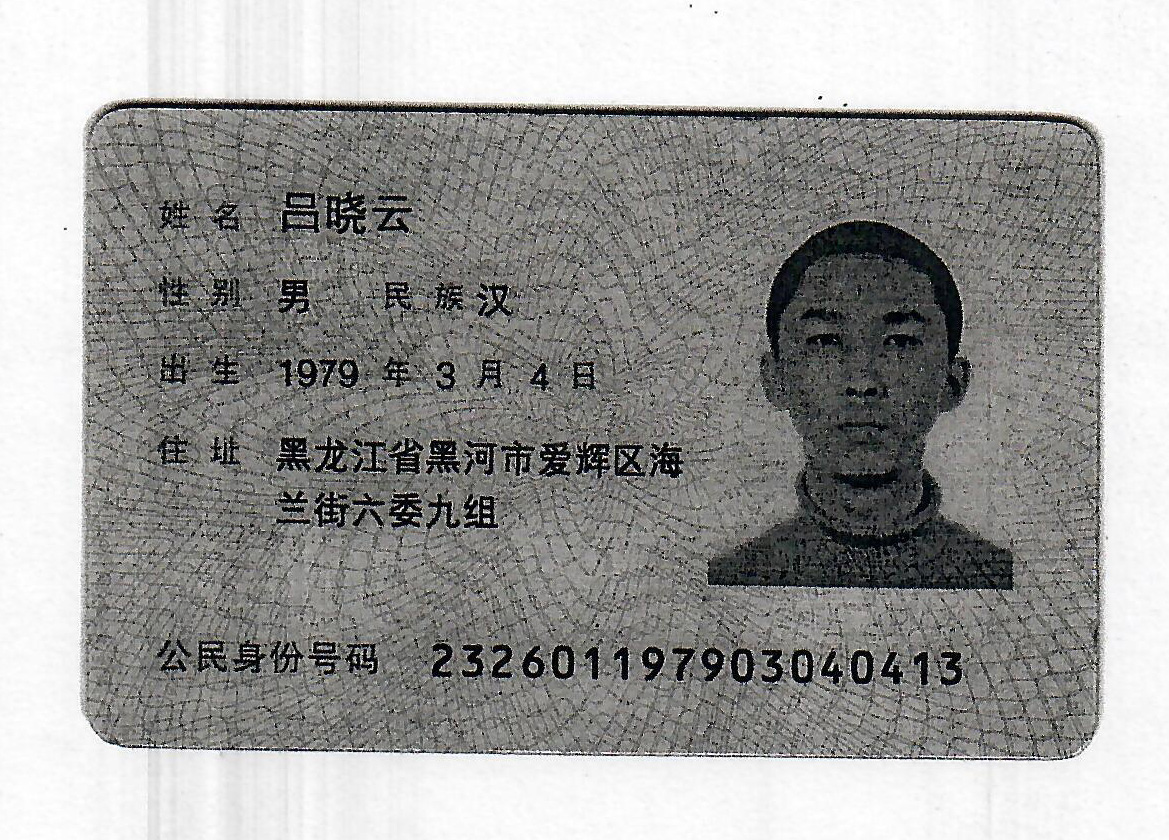 姓名 吕晓云
性别 男 民族 汉
出生 1979 年 3 月 4 日
住址 黑龙江省黑河市爱辉区海
兰街六委九组
公民身份号码 232601197903040413